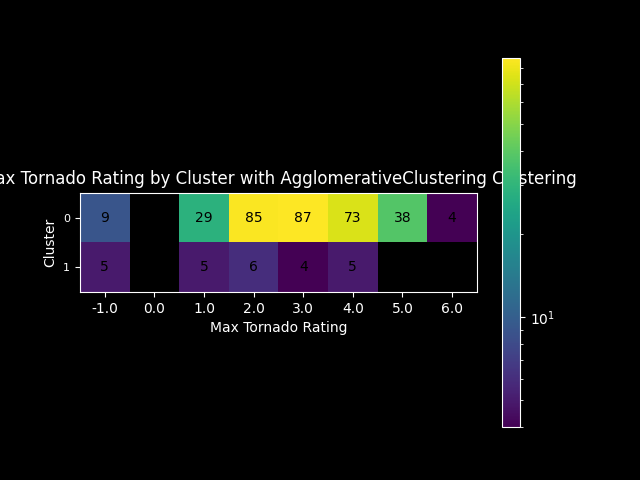 ax Tornado Rating by Cluster with AgglomerativeClustering Clustering
Cluster
0 9 29 85 87 73 38 4
1 5 5 6 4 5
-1.0 0.0 1.0 2.0 3.0 4.0 5.0 6.0
Max Tornado Rating
10¹